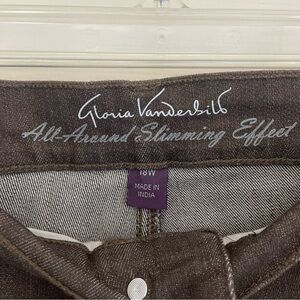 Gloria Vanderbilt
All-Around Slimming Effect
18W
MADE IN
INDIA